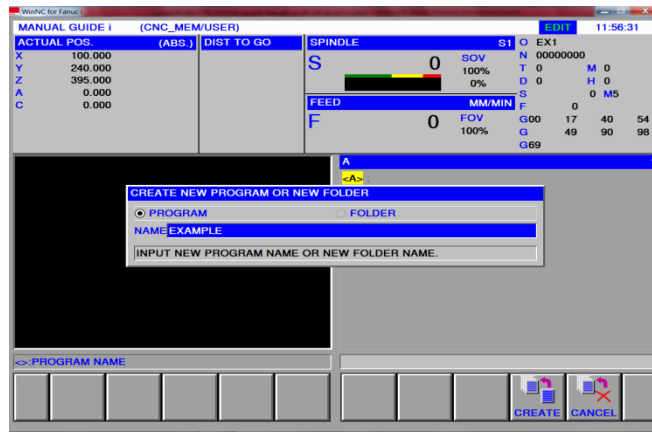 WinNC for Fanuc i
MANUAL GUIDE i (CNC_MEM/USER) EDIT 11:56:31
ACTUAL POS. (ABS.) DIST TO GO SPINDLE S1 O EX1
X 100.000 S 0 SOV 100% N 00000000
Y 240.000 T 0 M 0
Z 395.000 0% D 0 H 0
A 0.000 S 0 M5
C 0.000 FEED MM/MIN F 0
F 0 FOV 100% G00 17 40 54
G 49 90 98
G69
A
<A> ;
CREATE NEW PROGRAM OR NEW FOLDER
PROGRAM FOLDER
NAME EXAMPLE
INPUT NEW PROGRAM NAME OR NEW FOLDER NAME.
<>:PROGRAM NAME
CREATE CANCEL